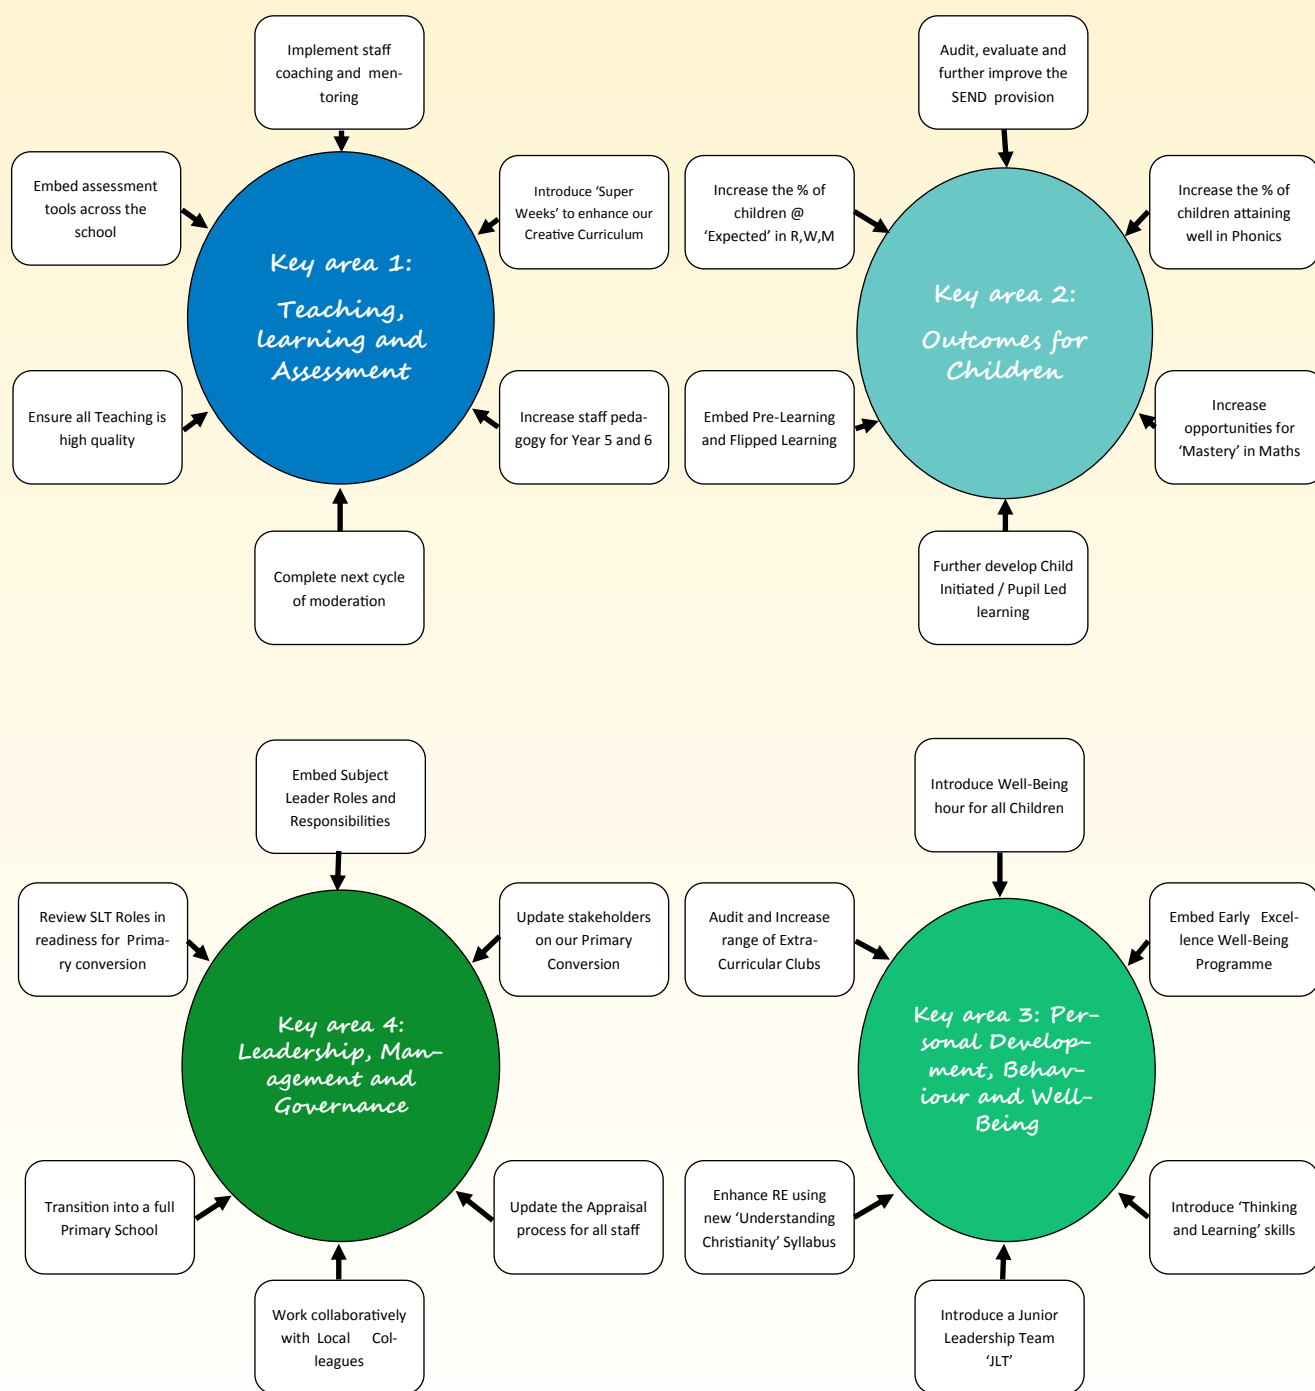 Implement staff
coaching and men-
toring
Embed assessment
tools across the
school
Introduce ‘Super
Weeks’ to enhance our
Creative Curriculum
Key area 1:
Teaching,
learning and
Assessment
Ensure all Teaching is
high quality
Increase staff peda-
gogy for Year 5 and 6
Complete next cycle
of moderation
Audit, evaluate and
further improve the
SEND provision
Increase the % of
children @
‘Expected’ in R,W,M
Increase the % of
children attaining
well in Phonics
Key area 2:
Outcomes for
Children
Embed Pre-Learning
and Flipped Learning
Increase
opportunities for
‘Mastery’ in Maths
Further develop Child
Initiated / Pupil Led
learning
Embed Subject
Leader Roles and
Responsibilities
Review SLT Roles in
readiness for Prima-
ry conversion
Update stakeholders
on our Primary
Conversion
Key area 4:
Leadership, Man-
agement and
Governance
Transition into a full
Primary School
Update the Appraisal
process for all staff
Work collaboratively
with Local Col-
leagues
Introduce Well-Being
hour for all Children
Audit and Increase
range of Extra-
Curricular Clubs
Embed Early Excel-
lence Well-Being
Programme
Key area 3: Per-
sonal Develop-
ment, Behav-
iour and Well-
Being
Enhance RE using
new ‘Understanding
Christianity’ Syllabus
Introduce ‘Thinking
and Learning’ skills
Introduce a Junior
Leadership Team
‘JLT’